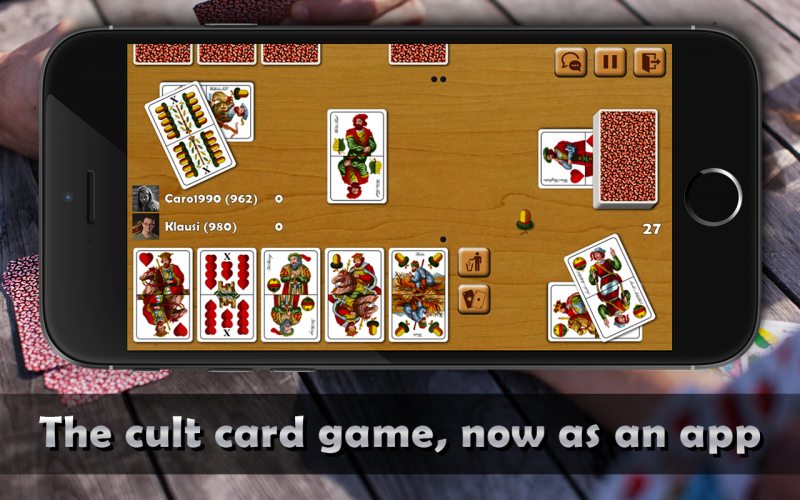 X
X
Caro1990 (962) 0
Klausi (980) 0
27
X
X
The cult card game, now as an app